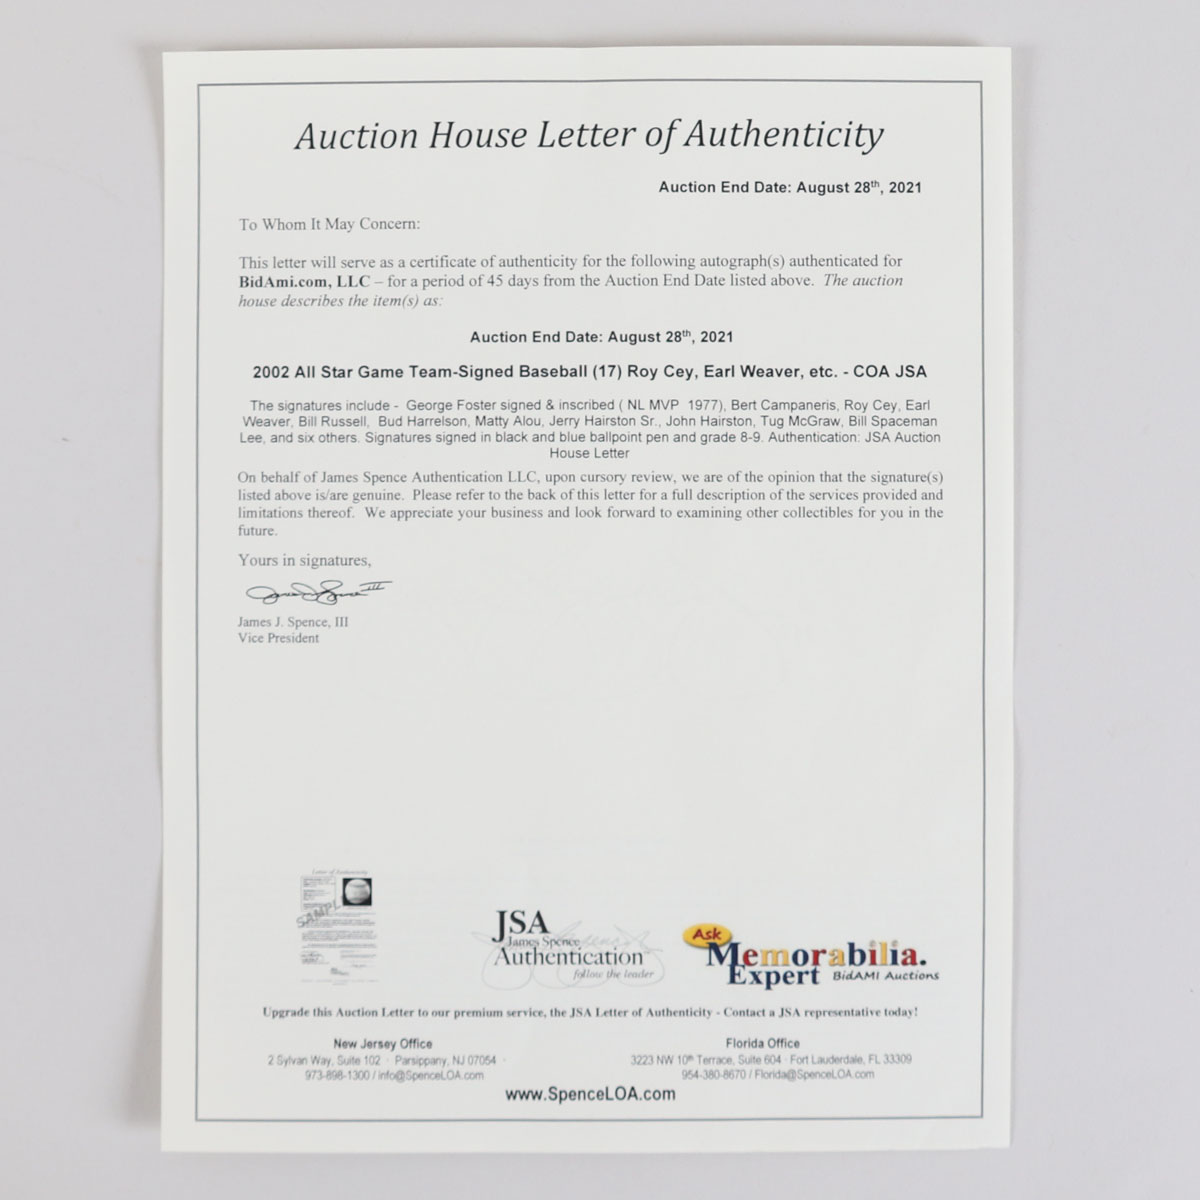 Auction House Letter of Authenticity
Auction End Date: August 28th, 2021
To Whom It May Concern:
This letter will serve as a certificate of authenticity for the following autograph(s) authenticated for
BidAmi.com, LLC – for a period of 45 days from the Auction End Date listed above. The auction
house describes the item(s) as:
Auction End Date: August 28th, 2021
2002 All Star Game Team-Signed Baseball (17) Roy Cey, Earl Weaver, etc. - COA JSA
The signatures include - George Foster signed & inscribed ( NL MVP 1977), Bert Campaneris, Roy Cey, Earl
Weaver, Bill Russell, Bud Harrelson, Matty Alou, Jerry Hairston Sr., John Hairston, Tug McGraw, Bill Spaceman
Lee, and six others. Signatures signed in black and blue ballpoint pen and grade 8-9. Authentication: JSA Auction
House Letter
On behalf of James Spence Authentication LLC, upon cursory review, we are of the opinion that the signature(s)
listed above is/are genuine. Please refer to the back of this letter for a full description of the services provided and
limitations thereof. We appreciate your business and look forward to examining other collectibles for you in the
future.
Yours in signatures,
James J. Spence, III
Vice President
Letter of Authenticity
SAMPLE
JSA
James Spence
Authentication
follow the leader
Ask
Memorabilia.
Expert BidAMI Auctions
Upgrade this Auction Letter to our premium service, the JSA Letter of Authenticity - Contact a JSA representative today!
New Jersey Office
2 Sylvan Way, Suite 102 · Parsippany, NJ 07054 ·
973-898-1300 / info@SpenceLOA.com
Florida Office
3223 NW 10th Terrace, Suite 604 · Fort Lauderdale, FL 33309
954-380-8670 / Florida@SpenceLOA.com
www.SpenceLOA.com